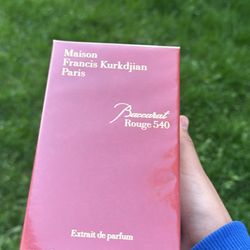 Maison
Francis Kurkdjian
Paris
Baccarat
Rouge 540
Extrait de parfum